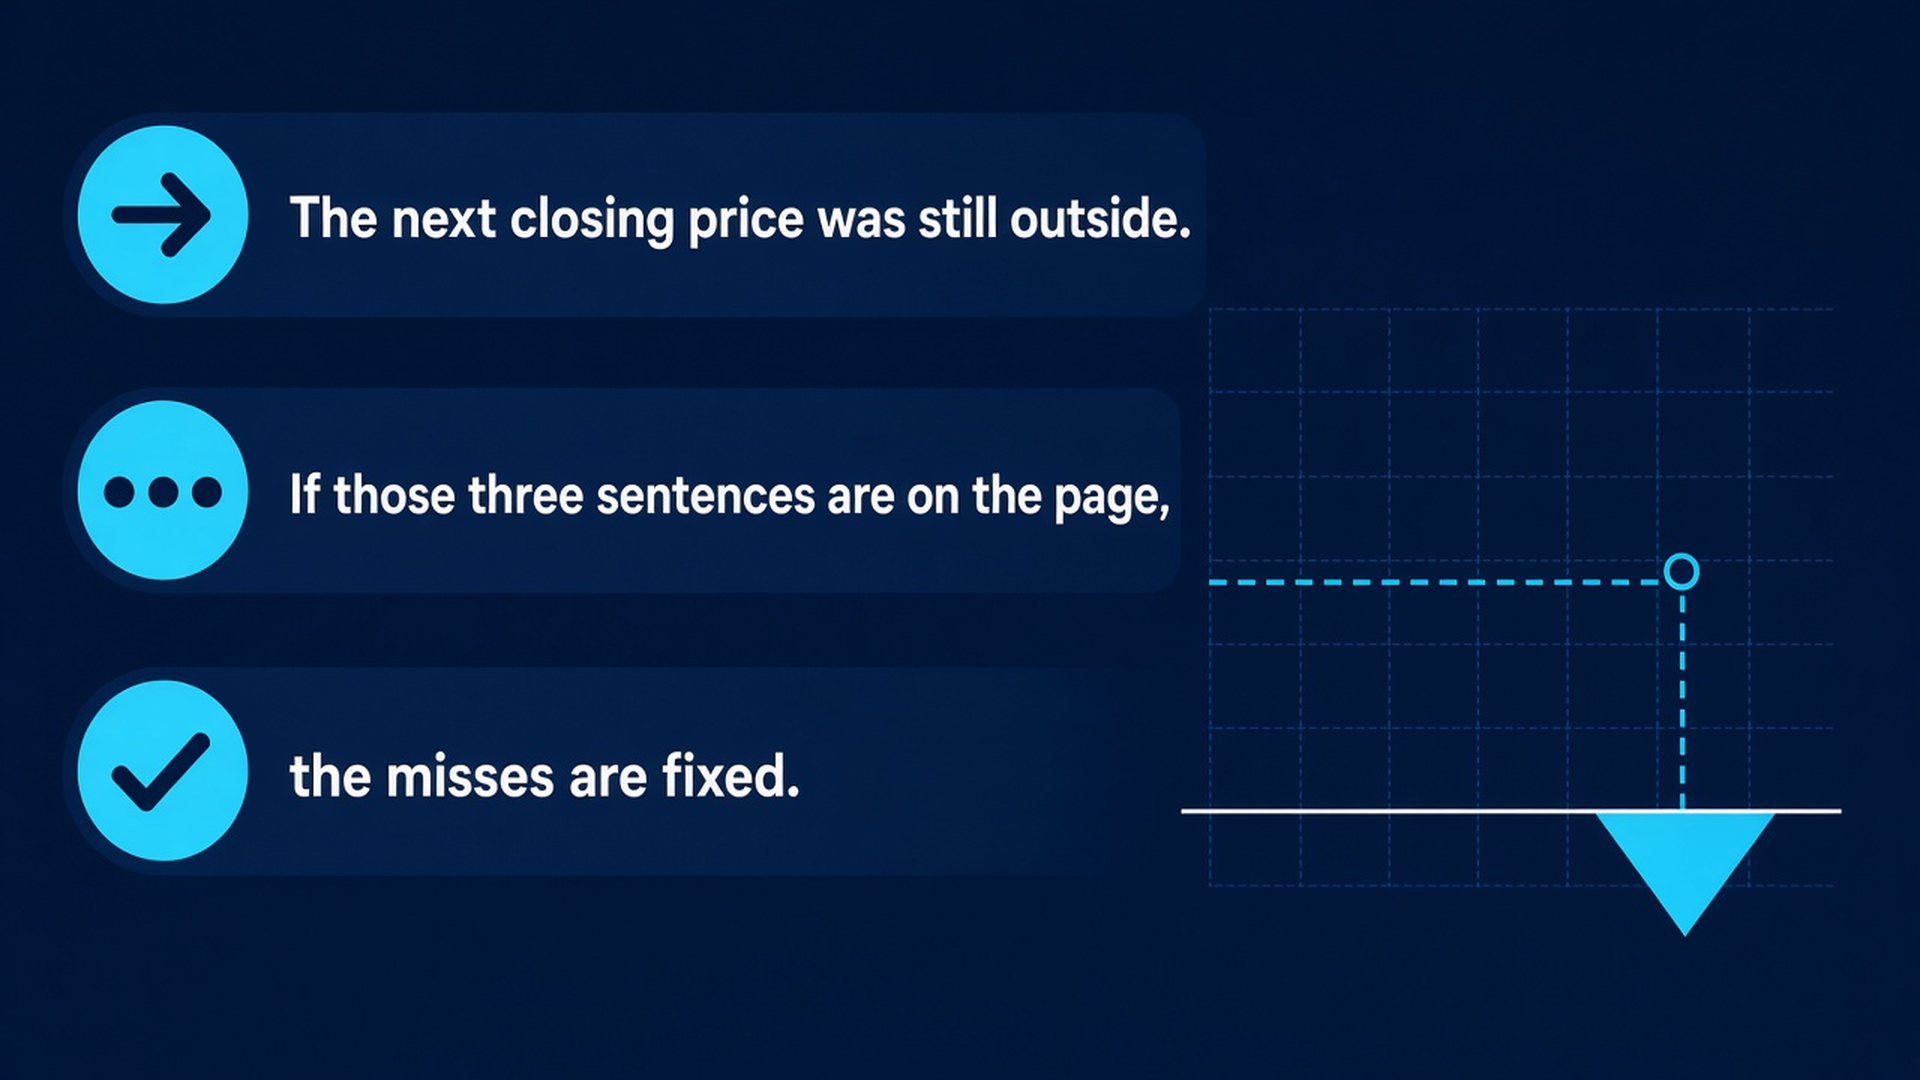 The next closing price was still outside.
If those three sentences are on the page,
the misses are fixed.